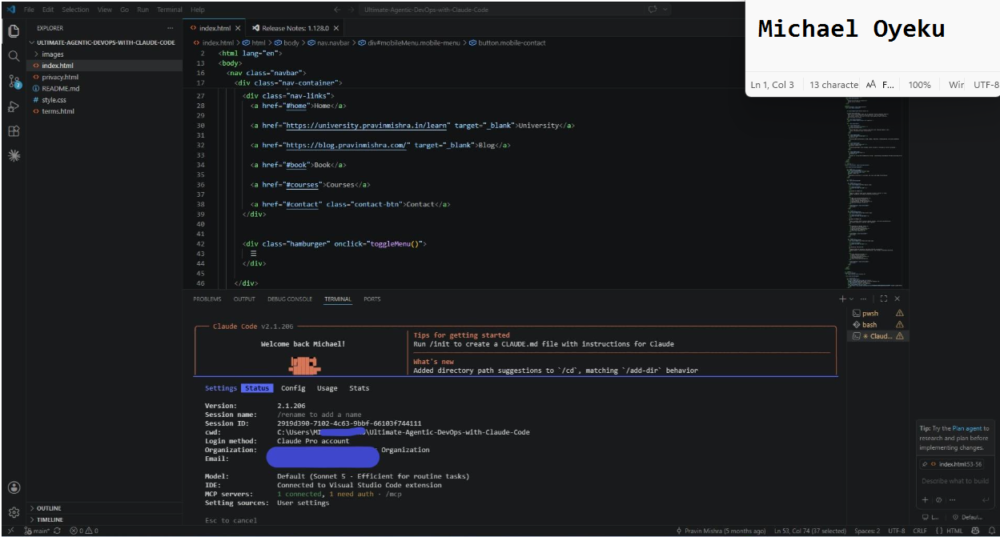 File Edit Selection View Go Run Terminal Help
Ultimate-Agentic-DevOps-with-Claude-Code
Michael Oyeku
Ln 1, Col 3 13 characte F... 100% Wir UTF-8
EXPLORER
ULTIMATE-AGENTIC-DEVOPS-WITH-CLAUDE-CODE
images
index.html
privacy.html
README.md
style.css
terms.html
7
OUTLINE
TIMELINE
index.html Release Notes: 1.128.0
index.html > html > body > nav.navbar > div#mobileMenu.mobile-menu > button.mobile-contact
2 <html lang="en">
13 <body>
16 <nav class="navbar">
17 <div class="nav-container">
27 <div class="nav-links">
28 <a href="#home">Home</a>
29
30 <a href="https://university.pravinmishra.in/learn" target="_blank">University</a>
31
32 <a href="https://blog.pravinmishra.com/" target="_blank">Blog</a>
33
34 <a href="#book">Book</a>
35
36 <a href="#courses">Courses</a>
37
38 <a href="#contact" class="contact-btn">Contact</a>
39 </div>
40
41
42 <div class="hamburger" onclick="toggleMenu()">
43 ☰
44 </div>
45
46 </div>
PROBLEMS OUTPUT DEBUG CONSOLE TERMINAL PORTS
pwsh
bash
Claud...
Claude Code v2.1.206
Welcome back Michael!
Tips for getting started
Run /init to create a CLAUDE.md file with instructions for Claude
What's new
Added directory path suggestions to `/cd`, matching `/add-dir` behavior
Settings Status Config Usage Stats
Version: 2.1.206
Session name: /rename to add a name
Session ID: 2919d390-7102-4c63-9bbf-66103f744111
cwd: C:\Users\MI \Ultimate-Agentic-DevOps-with-Claude-Code
Login method: Claude Pro account
Organization: Organization
Email:
Model: Default (Sonnet 5 - Efficient for routine tasks)
IDE: Connected to Visual Studio Code extension
MCP servers: 1 connected, 1 need auth · /mcp
Setting sources: User settings
Esc to cancel
Tip: Try the Plan agent to
research and plan before
implementing changes.
index.html:53-56
Describe what to build
L... Defaul...
main* 0 0 Pravin Mishra (5 months ago) Ln 53, Col 74 (37 selected) Spaces: 2 UTF-8 CRLF { } HTML